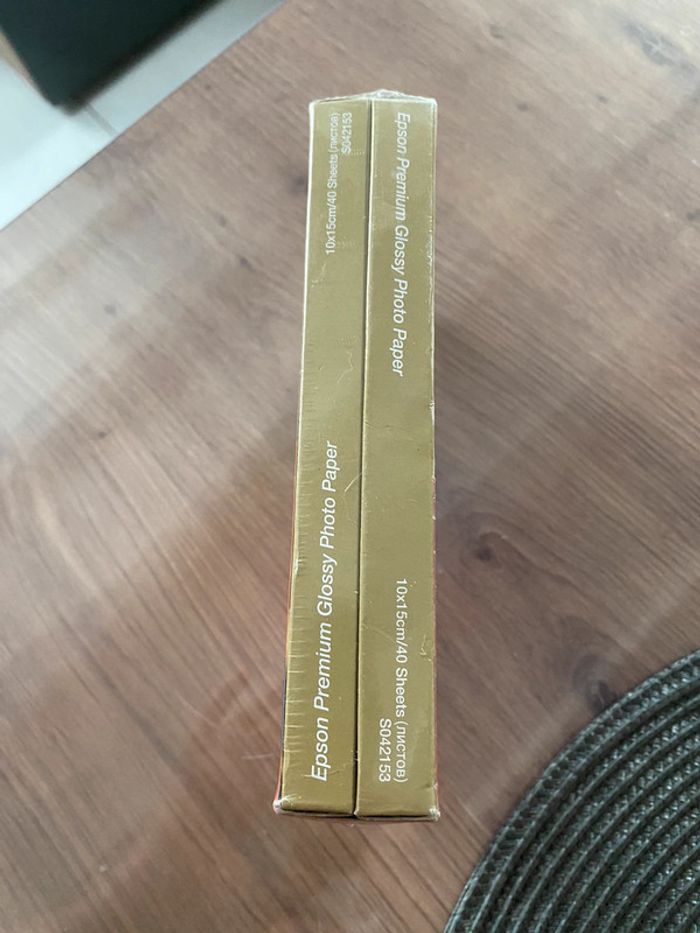 Epson Premium Glossy Photo Paper
10x15cm/40 Sheets (листов)
S042153
Epson Premium Glossy Photo Paper
10x15cm/40 Sheets (листов)
S042153